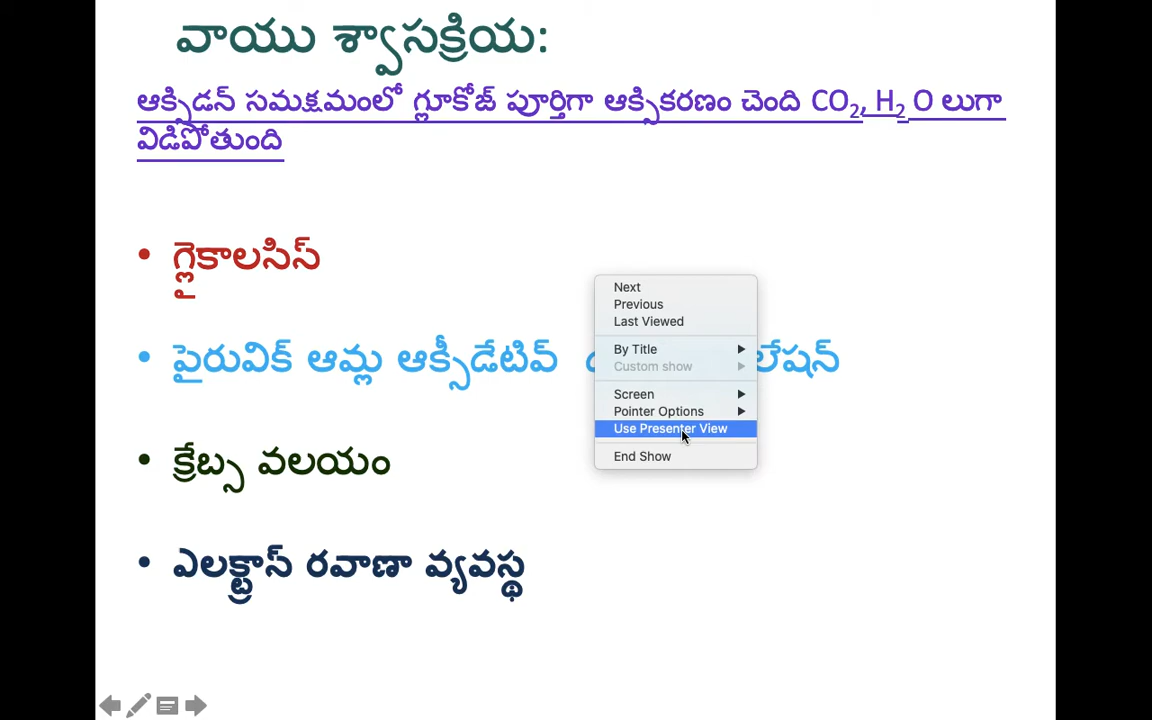 వాయు శ్వాసక్రియ:
ఆక్సిడన్ సమక్షమంలో గ్లూకోజ్ పూర్తిగా ఆక్సికరణం చెంది CO2, H2 O లుగా
విడిపోతుంది
• గ్లైకాలసిస్
• పైరువిక్ ఆమ్ల ఆక్సీడేటివ్
• క్రేబ్స వలయం
• ఎలక్ట్రాస్ రవాణా వ్యవస్థ
Next
Previous
Last Viewed
By Title
Custom show
Screen
Pointer Options
Use Presenter View
End Show